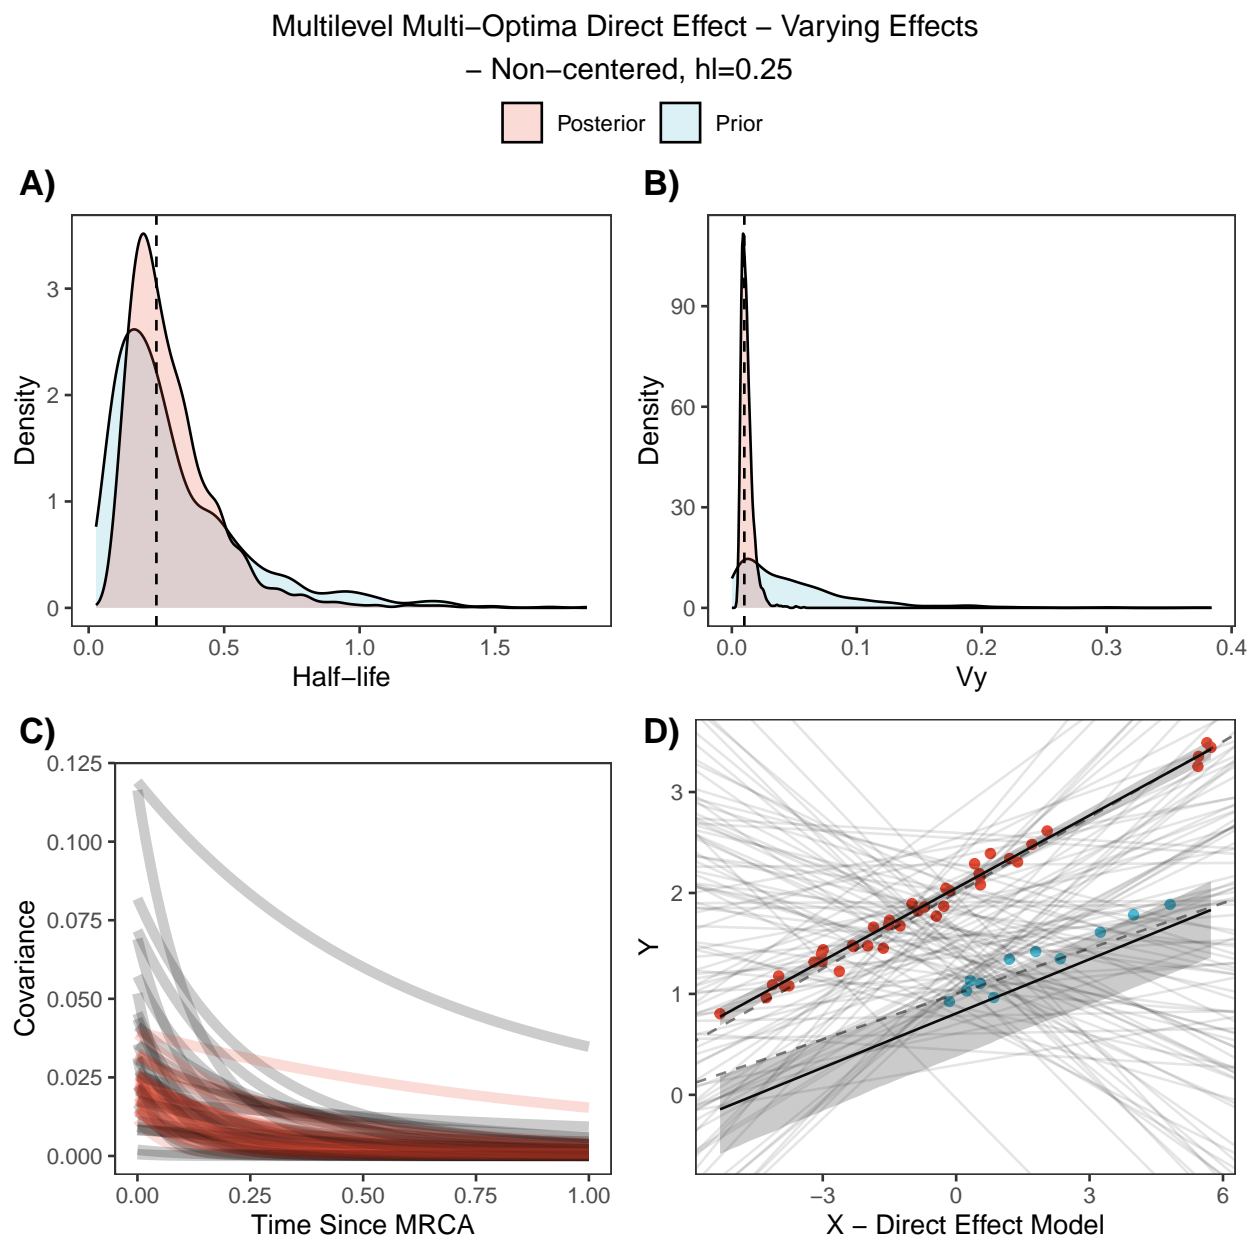 Multilevel Multi−Optima Direct Effect − Varying Effects
− Non−centered, hl=0.25
Posterior
Prior
A)
Density
3
2
1
0
0.0
0.5
1.0
1.5
Half−life
B)
Density
90
60
30
0
0.0
0.1
0.2
0.3
0.4
Vy
C)
Covariance
0.125
0.100
0.075
0.050
0.025
0.000
0.00
0.25
0.50
0.75
1.00
Time Since MRCA
D)
Y
3
2
1
0
−3
0
3
6
X − Direct Effect Model